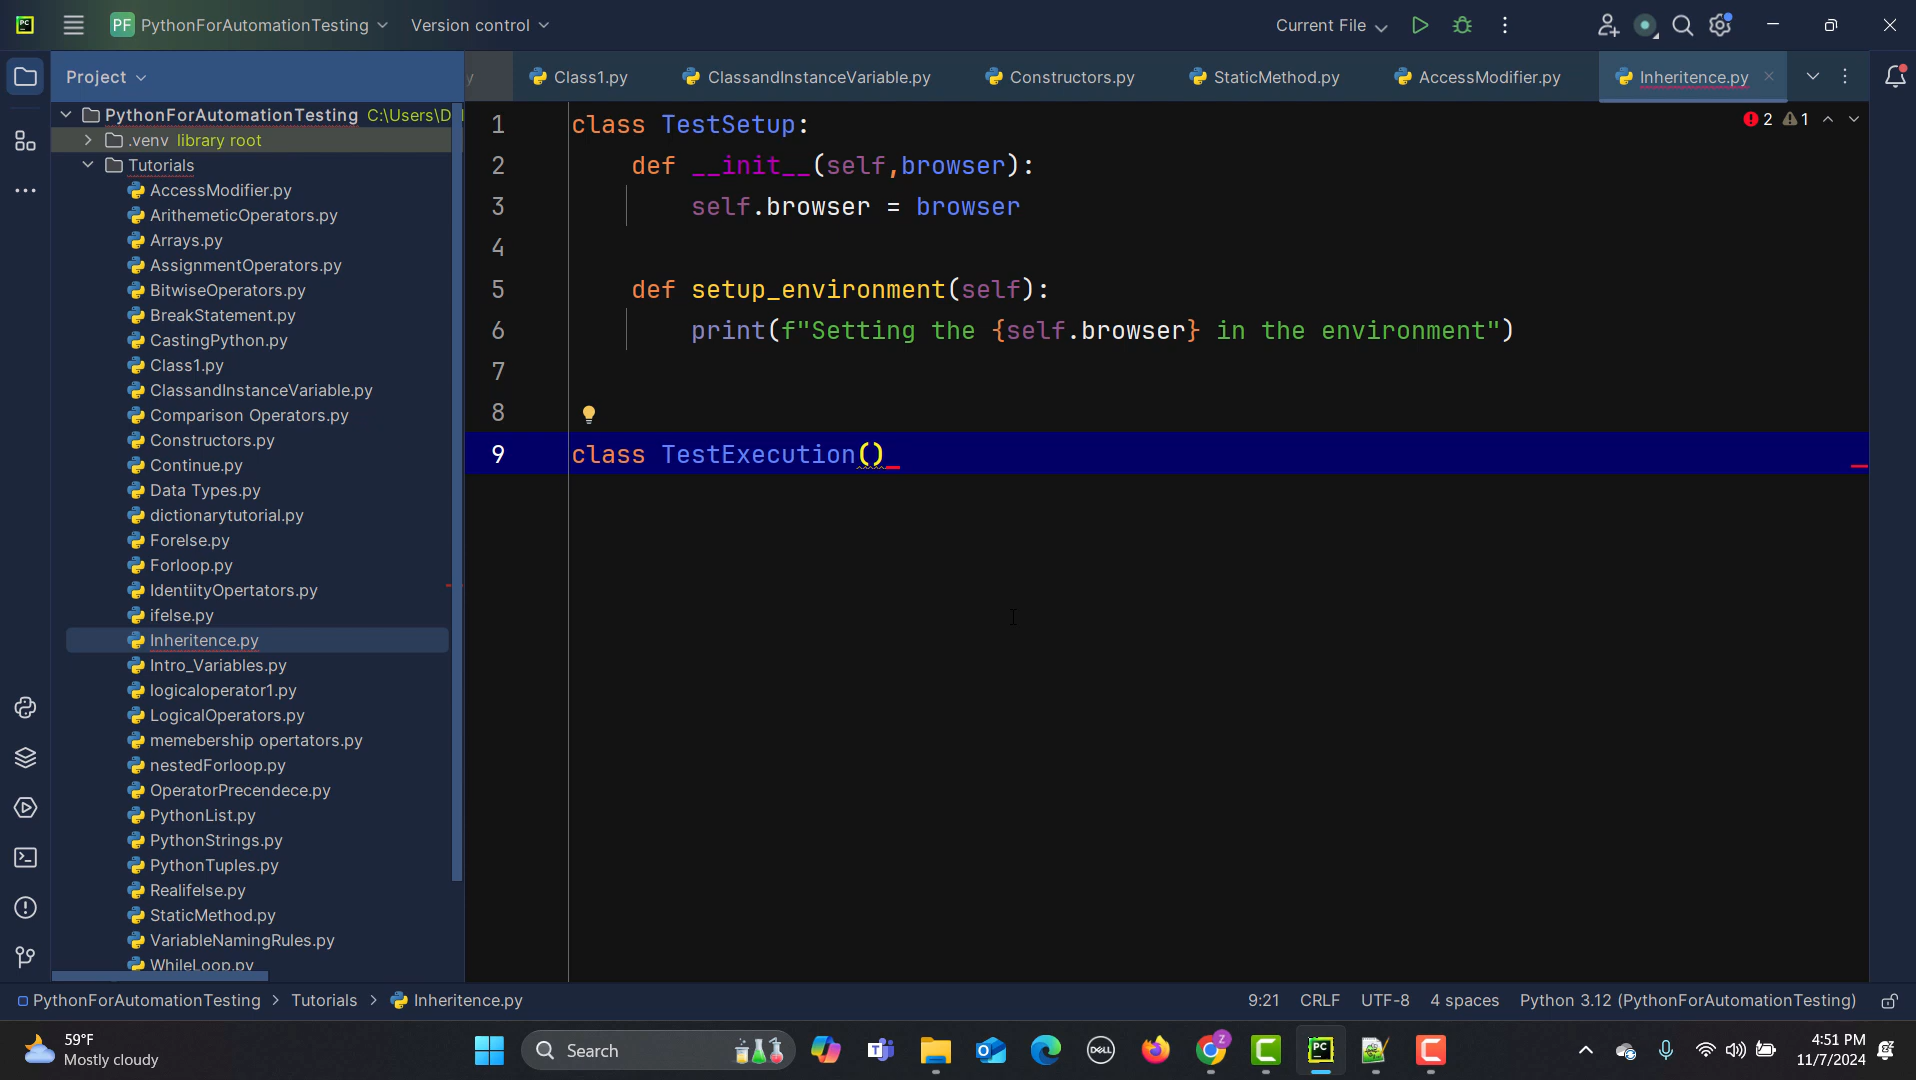 PC
PF PythonForAutomationTesting
Version control
Current File
Project
y
Class1.py
ClassandInstanceVariable.py
Constructors.py
StaticMethod.py
AccessModifier.py
Inheritence.py
PythonForAutomationTesting C:\Users\D
.venv library root
Tutorials
AccessModifier.py
ArithemeticOperators.py
Arrays.py
AssignmentOperators.py
BitwiseOperators.py
BreakStatement.py
CastingPython.py
Class1.py
ClassandInstanceVariable.py
Comparison Operators.py
Constructors.py
Continue.py
Data Types.py
dictionarytutorial.py
Forelse.py
Forloop.py
IdentiityOpertators.py
ifelse.py
Inheritence.py
Intro_Variables.py
logicaloperator1.py
LogicalOperators.py
memebership opertators.py
nestedForloop.py
OperatorPrecendece.py
PythonList.py
PythonStrings.py
PythonTuples.py
Realifelse.py
StaticMethod.py
VariableNamingRules.py
WhileLoop.py
2 1
1 class TestSetup:
2 def __init__(self,browser):
3 self.browser = browser
4
5 def setup_environment(self):
6 print(f"Setting the {self.browser} in the environment")
7
8
9 class TestExecution()
PythonForAutomationTesting > Tutorials > Inheritence.py
9:21 CRLF UTF-8 4 spaces Python 3.12 (PythonForAutomationTesting)
59°F
Mostly cloudy
Search
DELL
Z
PC
4:51 PM
11/7/2024